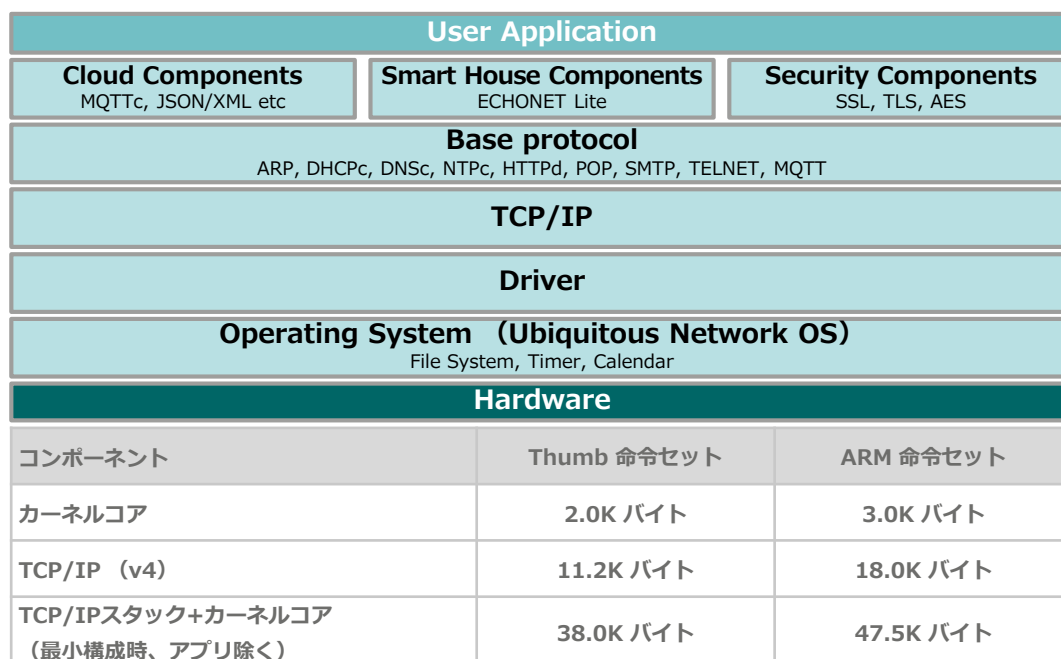 User Application
Cloud Components
MQTTc, JSON/XML etc
Smart House Components
ECHONET Lite
Security Components
SSL, TLS, AES
Base protocol
ARP, DHCPc, DNSc, NTPc, HTTPd, POP, SMTP, TELNET, MQTT
TCP/IP
Driver
Operating System （Ubiquitous Network OS）
File System, Timer, Calendar
Hardware
コンポーネント Thumb 命令セット ARM 命令セット
カーネルコア 2.0K バイト 3.0K バイト
TCP/IP （v4） 11.2K バイト 18.0K バイト
TCP/IPスタック+カーネルコア
（最小構成時、アプリ除く） 38.0K バイト 47.5K バイト